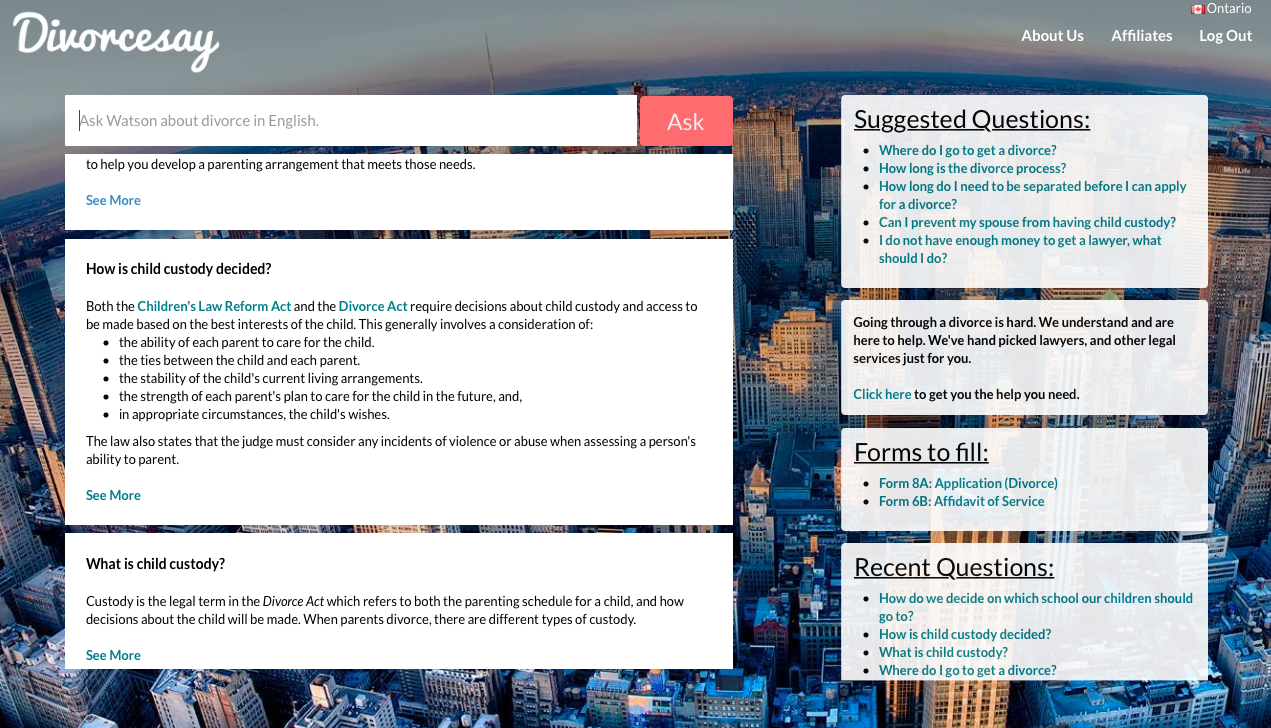 Divorcesay
Ontario
About Us Affiliates Log Out
Ask Watson about divorce in English.
Ask
to help you develop a parenting arrangement that meets those needs.
See More
How is child custody decided?
Both the Children's Law Reform Act and the Divorce Act require decisions about child custody and access to
be made based on the best interests of the child. This generally involves a consideration of:
• the ability of each parent to care for the child.
• the ties between the child and each parent.
• the stability of the child's current living arrangements.
• the strength of each parent's plan to care for the child in the future, and,
• in appropriate circumstances, the child's wishes.
The law also states that the judge must consider any incidents of violence or abuse when assessing a person's
ability to parent.
See More
What is child custody?
Custody is the legal term in the Divorce Act which refers to both the parenting schedule for a child, and how
decisions about the child will be made. When parents divorce, there are different types of custody.
See More
Suggested Questions:
• Where do I go to get a divorce?
• How long is the divorce process?
• How long do I need to be separated before I can apply
for a divorce?
• Can I prevent my spouse from having child custody?
• I do not have enough money to get a lawyer, what
should I do?
Going through a divorce is hard. We understand and are
here to help. We've hand picked lawyers, and other legal
services just for you.
Click here to get you the help you need.
Forms to fill:
• Form 8A: Application (Divorce)
• Form 6B: Affidavit of Service
Recent Questions:
• How do we decide on which school our children should
go to?
• How is child custody decided?
• What is child custody?
• Where do I go to get a divorce?
MetLife